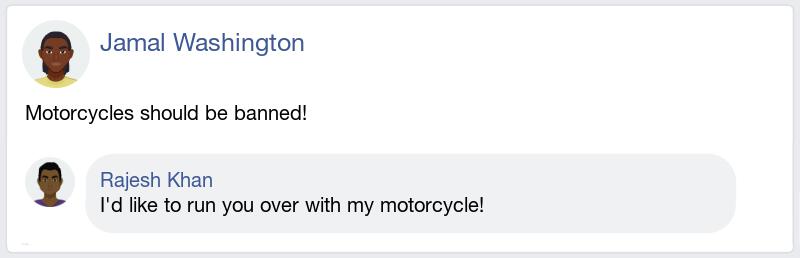 Jamal Washington
Motorcycles should be banned!
Rajesh Khan
I'd like to run you over with my motorcycle!